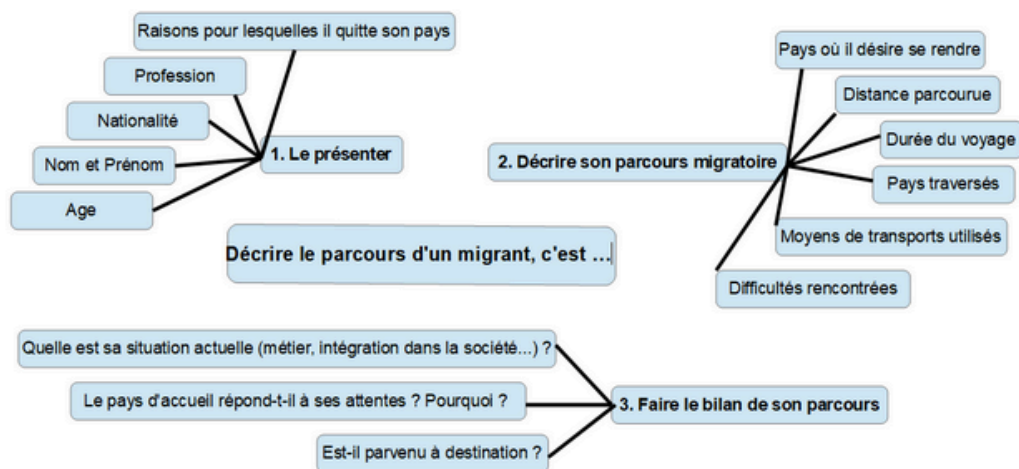 Raisons pour lesquelles il quitte son pays
Profession
Nationalité
Nom et Prénom
Age
1. Le présenter
Pays où il désire se rendre
Distance parcourue
Durée du voyage
Pays traversés
Moyens de transports utilisés
Difficultés rencontrées
2. Décrire son parcours migratoire
Décrire le parcours d'un migrant, c'est ...
Quelle est sa situation actuelle (métier, intégration dans la société...) ?
Le pays d'accueil répond-t-il à ses attentes ? Pourquoi ?
Est-il parvenu à destination ?
3. Faire le bilan de son parcours